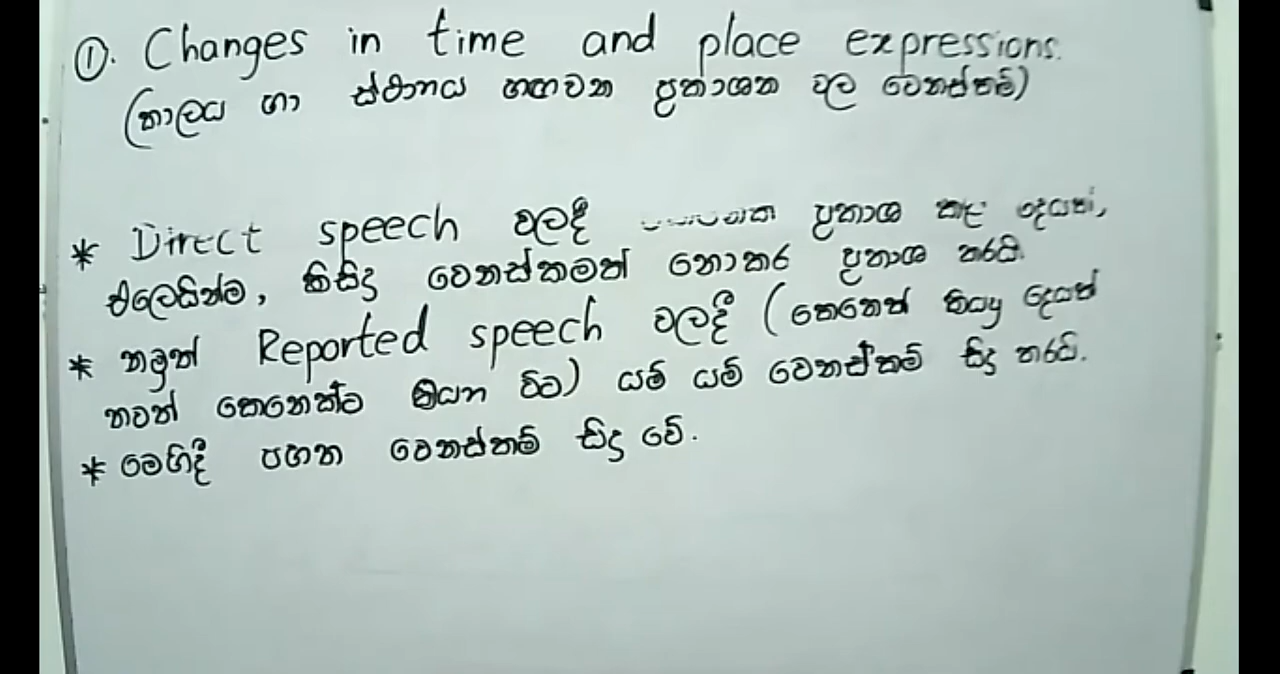 ①. Changes in time and place expressions.
(කාලය හා ස්ථානය හඟවන ප්‍රකාශන වල වෙනස්කම්)
* Direct speech වලදී ප්‍රකාශ කළ දෙයක්,
එලෙසින්ම, කිසිදු වෙනස්කමක් නොකර ප්‍රකාශ කරයි.
* නමුත් Reported speech වලදී (කෙනෙක් කියපු දෙයක්
තවත් කෙනෙක්ට කියන විට) යම් යම් වෙනස්කම් සිදු කරයි.
* මෙහිදී පහත වෙනස්කම් සිදු වේ.